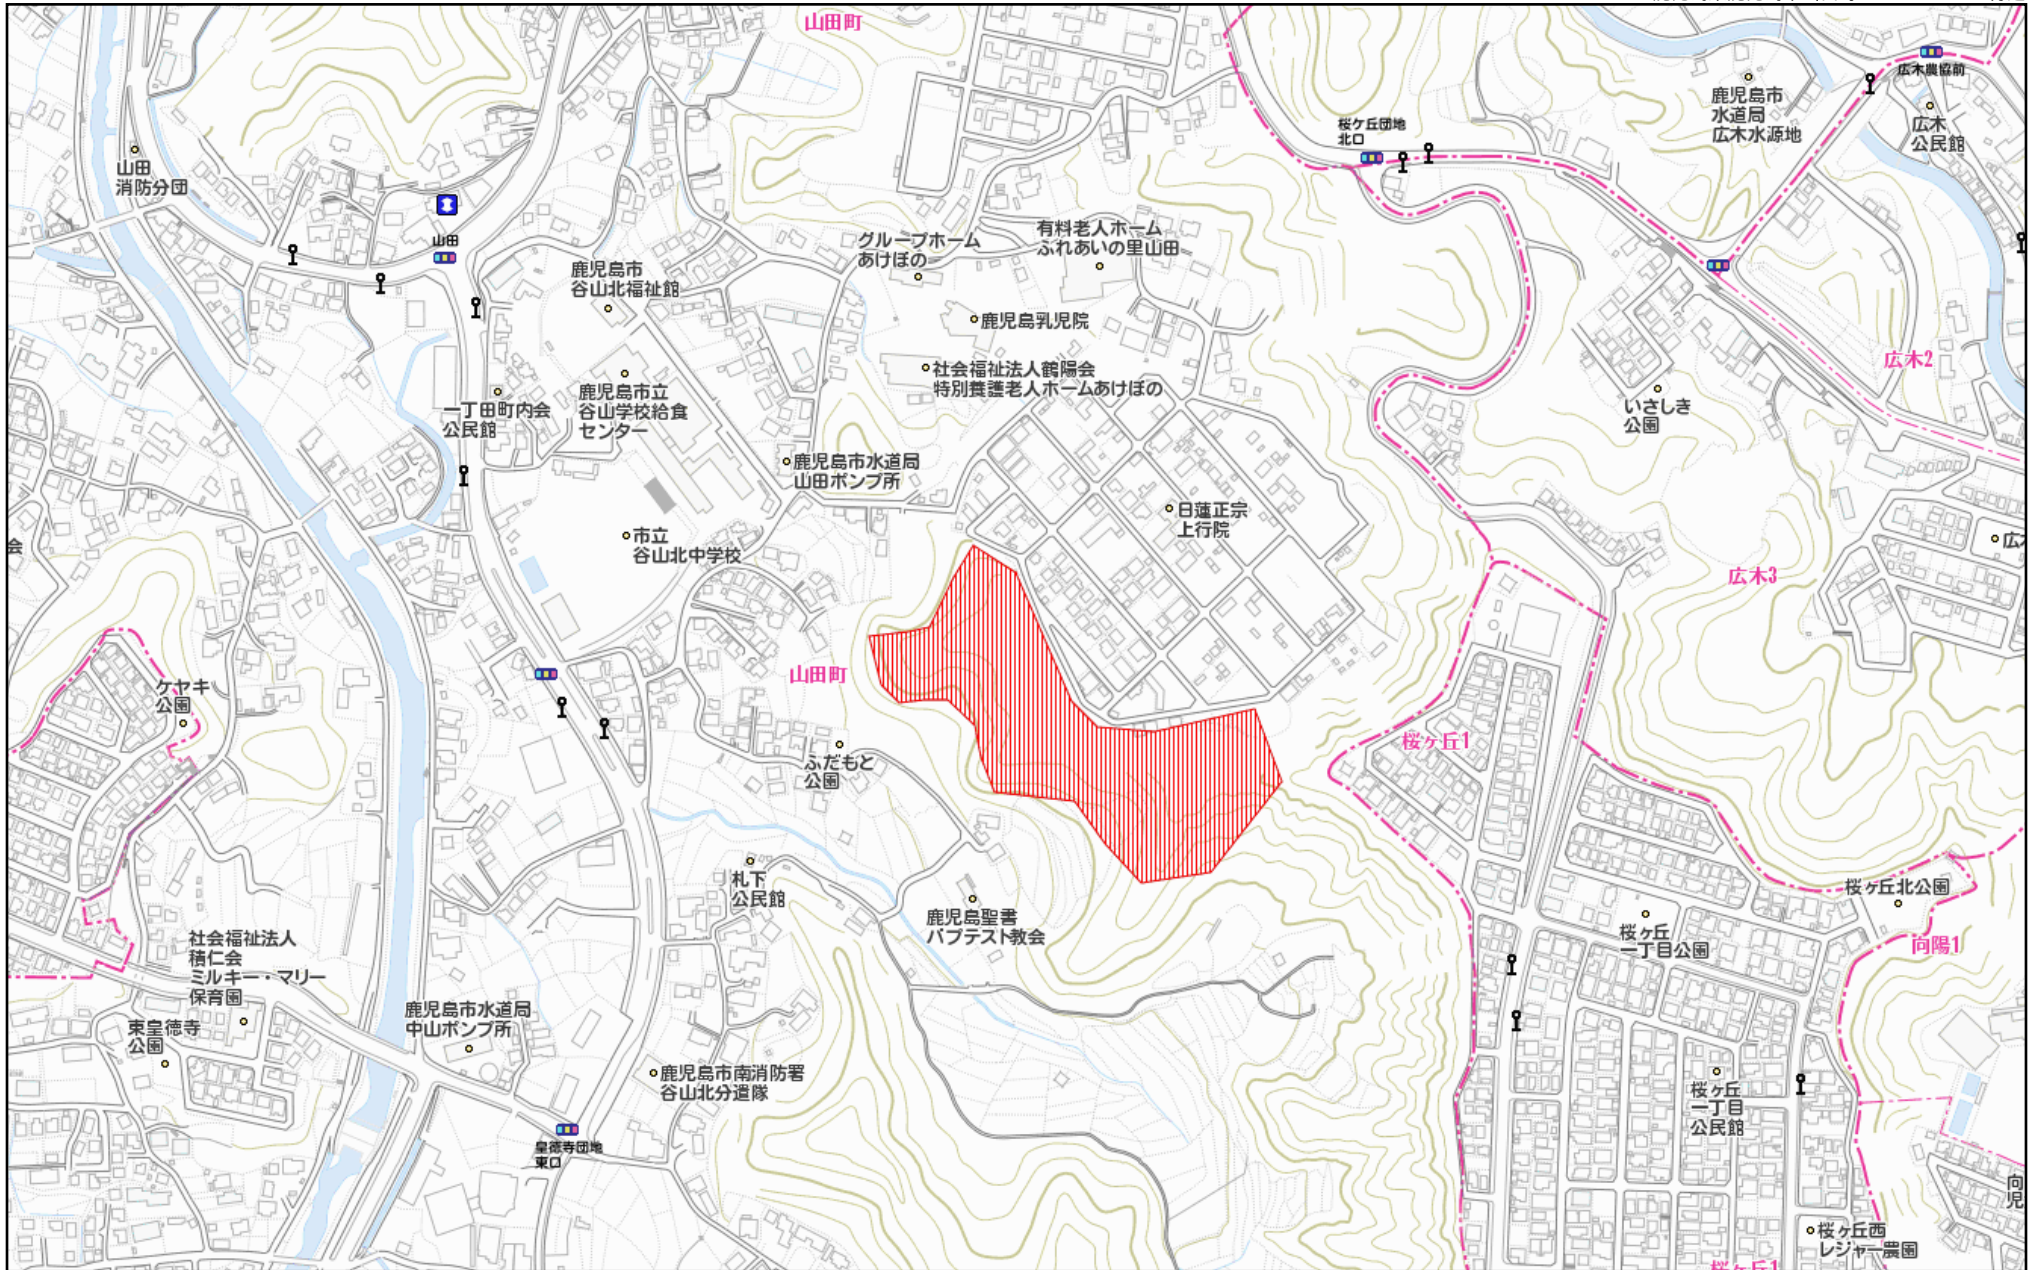 山田町
広木農協前
鹿児島市
水道局
広木水源地
広木
公民館
桜ケ丘団地
北口
山田
消防分団
山田
有料老人ホーム
ふれあいの里山田
グループホーム
あけぼの
鹿児島市
谷山北福祉館
鹿児島乳児院
社会福祉法人鶴陽会
特別養護老人ホームあけぼの
広木2
いさしき
公園
鹿児島市立
谷山学校給食
センター
一丁田町内会
公民館
鹿児島市水道局
山田ポンプ所
日蓮正宗
上行院
市立
谷山北中学校
会
広木3
山田町
ケヤキ
公園
桜ヶ丘1
ふだもと
公園
札下
公民館
鹿児島聖書
バプテスト教会
桜ヶ丘北公園
桜ヶ丘
一丁目公園
向陽1
社会福祉法人
積仁会
ミルキー・マリー
保育園
東皇徳寺
公園
鹿児島市水道局
中山ポンプ所
鹿児島市南消防署
谷山北分遣隊
皇徳寺団地
東口
桜ヶ丘
一丁目
公民館
向
児
桜ヶ丘西
レジャー農園
桜ヶ丘1